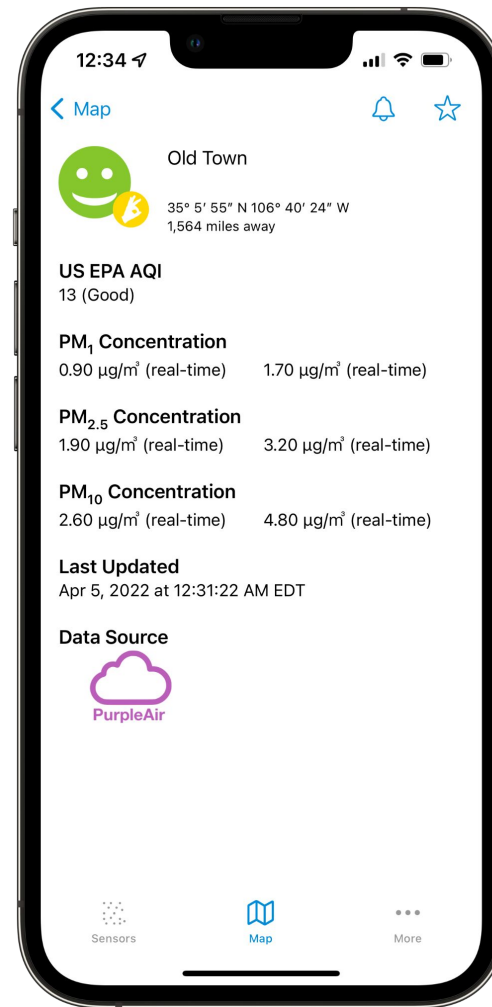 12:34
Map
Old Town
35° 5′ 55″ N 106° 40′ 24″ W
1,564 miles away
US EPA AQI
13 (Good)
PM₁ Concentration
0.90 µg/m³ (real-time) 1.70 µg/m³ (real-time)
PM₂.₅ Concentration
1.90 µg/m³ (real-time) 3.20 µg/m³ (real-time)
PM₁₀ Concentration
2.60 µg/m³ (real-time) 4.80 µg/m³ (real-time)
Last Updated
Apr 5, 2022 at 12:31:22 AM EDT
Data Source
PurpleAir
Sensors Map More